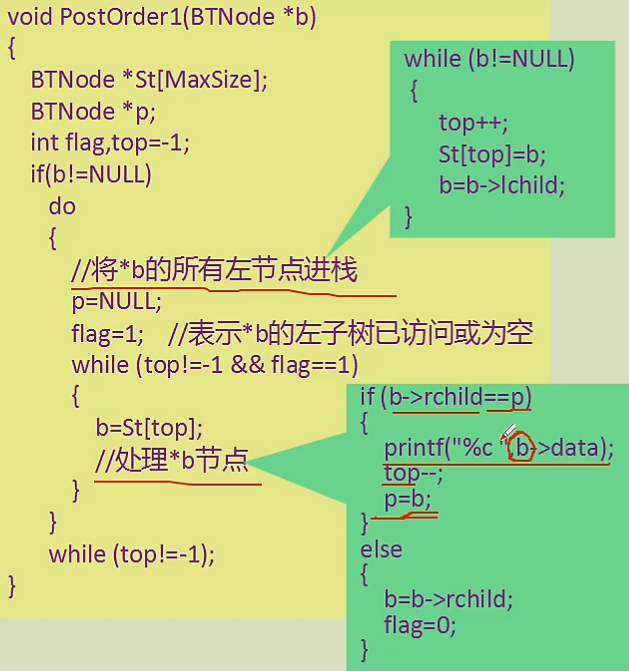 void PostOrder1(BTNode *b)
{
BTNode *St[MaxSize];
BTNode *p;
int flag,top=-1;
if(b!=NULL)
do
{
//将*b的所有左节点进栈
p=NULL;
flag=1; //表示*b的左子树已访问或为空
while (top!=-1 && flag==1)
{
b=St[top];
//处理*b节点
}
}
while (top!=-1);
}
while (b!=NULL)
{
top++;
St[top]=b;
b=b->lchild;
}
if (b->rchild==p)
{
printf("%c ",b->data);
top--;
p=b;
}
else
{
b=b->rchild;
flag=0;
}